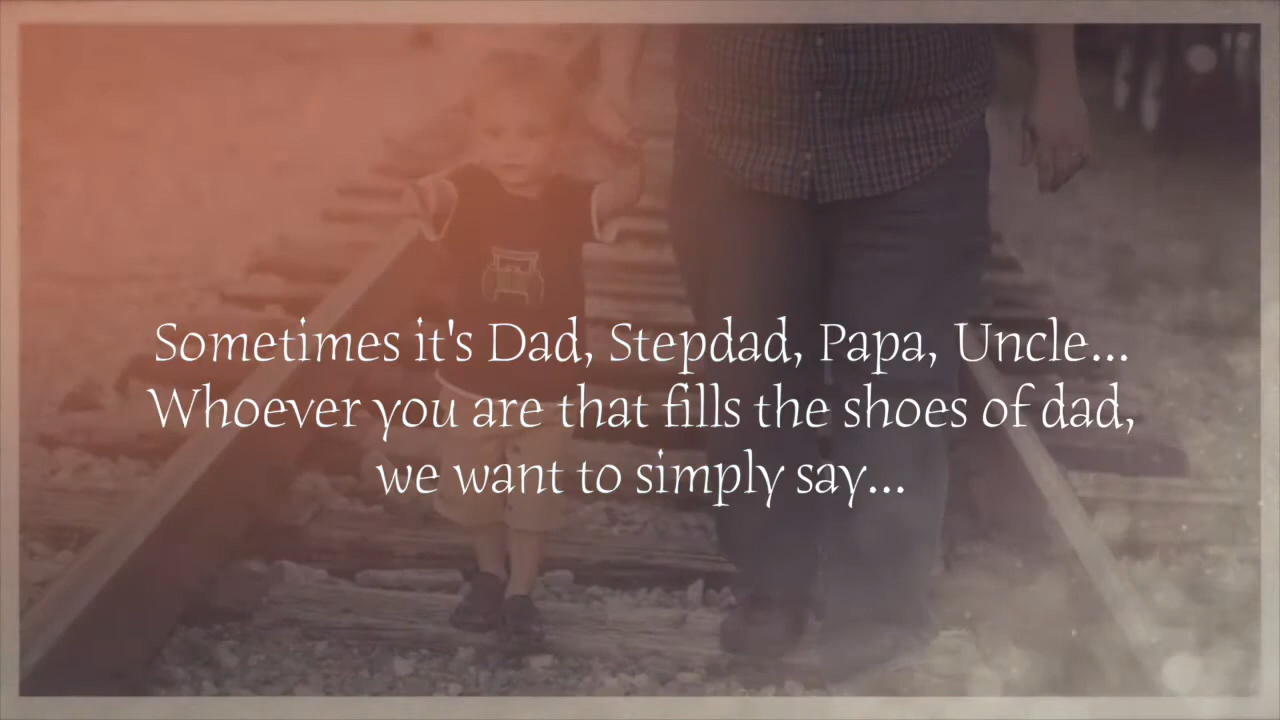 Sometimes it's Dad, Stepdad, Papa, Uncle...
Whoever you are that fills the shoes of dad,
we want to simply say...